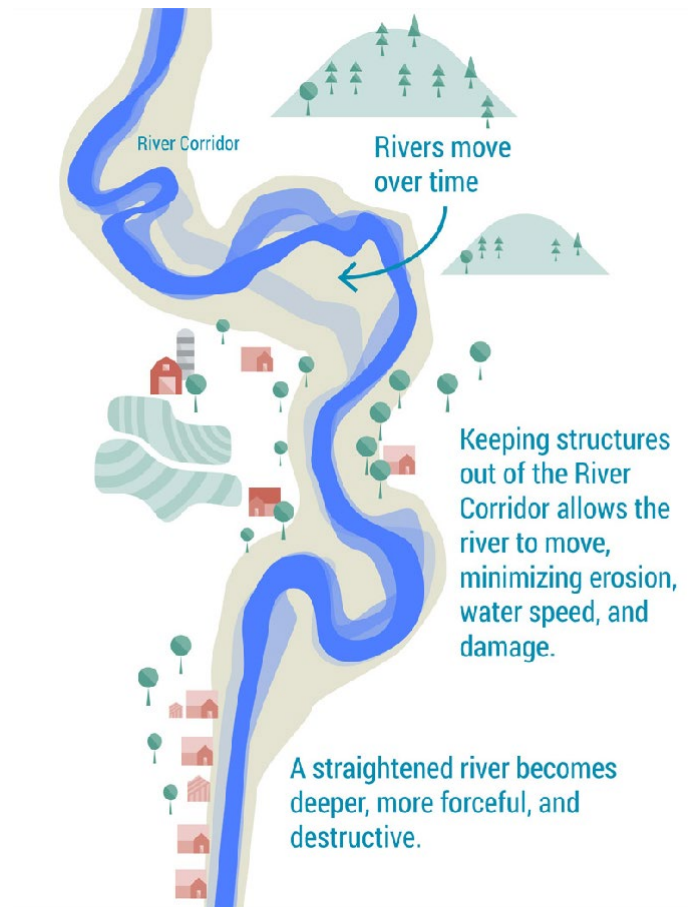 River Corridor
Rivers move
over time
Keeping structures
out of the River
Corridor allows the
river to move,
minimizing erosion,
water speed, and
damage.
A straightened river becomes
deeper, more forceful, and
destructive.